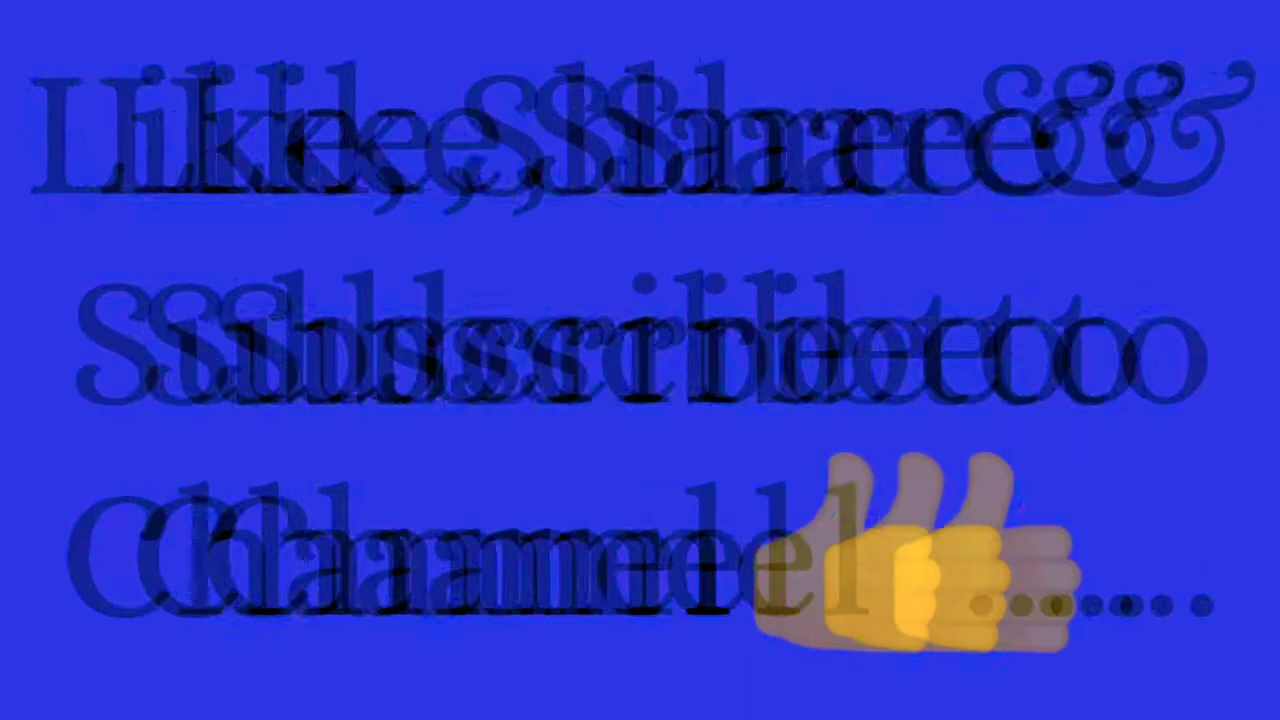 Like, Share &
Subscribe to
Channel 👍....